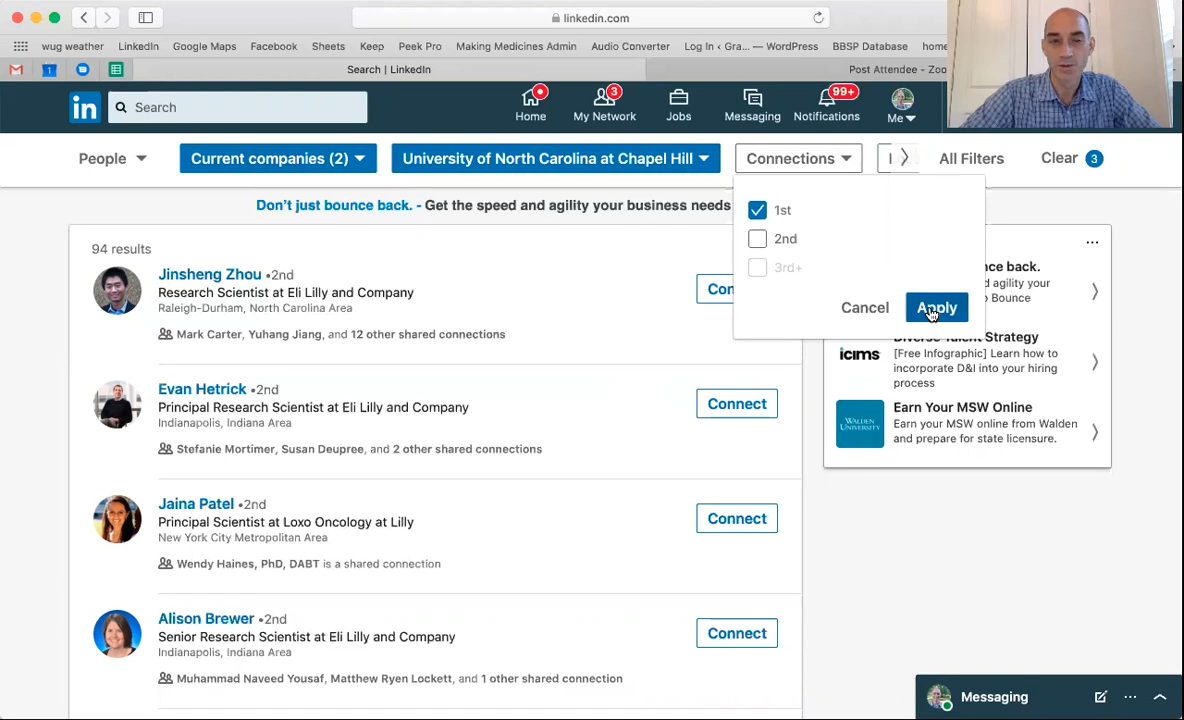 linkedin.com
wug weather LinkedIn Google Maps Facebook Sheets Keep Peek Pro Making Medicines Admin Audio Converter Log In ‹ Gra... — WordPress BBSP Database home
Search | LinkedIn
Post Attendee - Zoo
in Search
Home
My Network 3
Jobs
Messaging
Notifications 99+
Me
People Current companies (2) University of North Carolina at Chapel Hill Connections All Filters Clear 3
Don't just bounce back. - Get the speed and agility your business needs
1st
2nd
3rd+
Cancel Apply
94 results
Jinsheng Zhou • 2nd
Research Scientist at Eli Lilly and Company
Raleigh-Durham, North Carolina Area
Mark Carter, Yuhang Jiang, and 12 other shared connections
Con
Evan Hetrick • 2nd
Principal Research Scientist at Eli Lilly and Company
Indianapolis, Indiana Area
Stefanie Mortimer, Susan Deupree, and 2 other shared connections
Connect
Jaina Patel • 2nd
Principal Scientist at Loxo Oncology at Lilly
New York City Metropolitan Area
Wendy Haines, PhD, DABT is a shared connection
Connect
Alison Brewer • 2nd
Senior Research Scientist at Eli Lilly and Company
Indianapolis, Indiana Area
Muhammad Naveed Yousaf, Matthew Ryen Lockett, and 1 other shared connection
Connect
...
nce back.
d agility your
o Bounce
Diverse Talent Strategy
icims
[Free Infographic] Learn how to
incorporate D&I into your hiring
process
WALDEN
UNIVERSITY
Earn Your MSW Online
Earn your MSW online from Walden
and prepare for state licensure.
Messaging